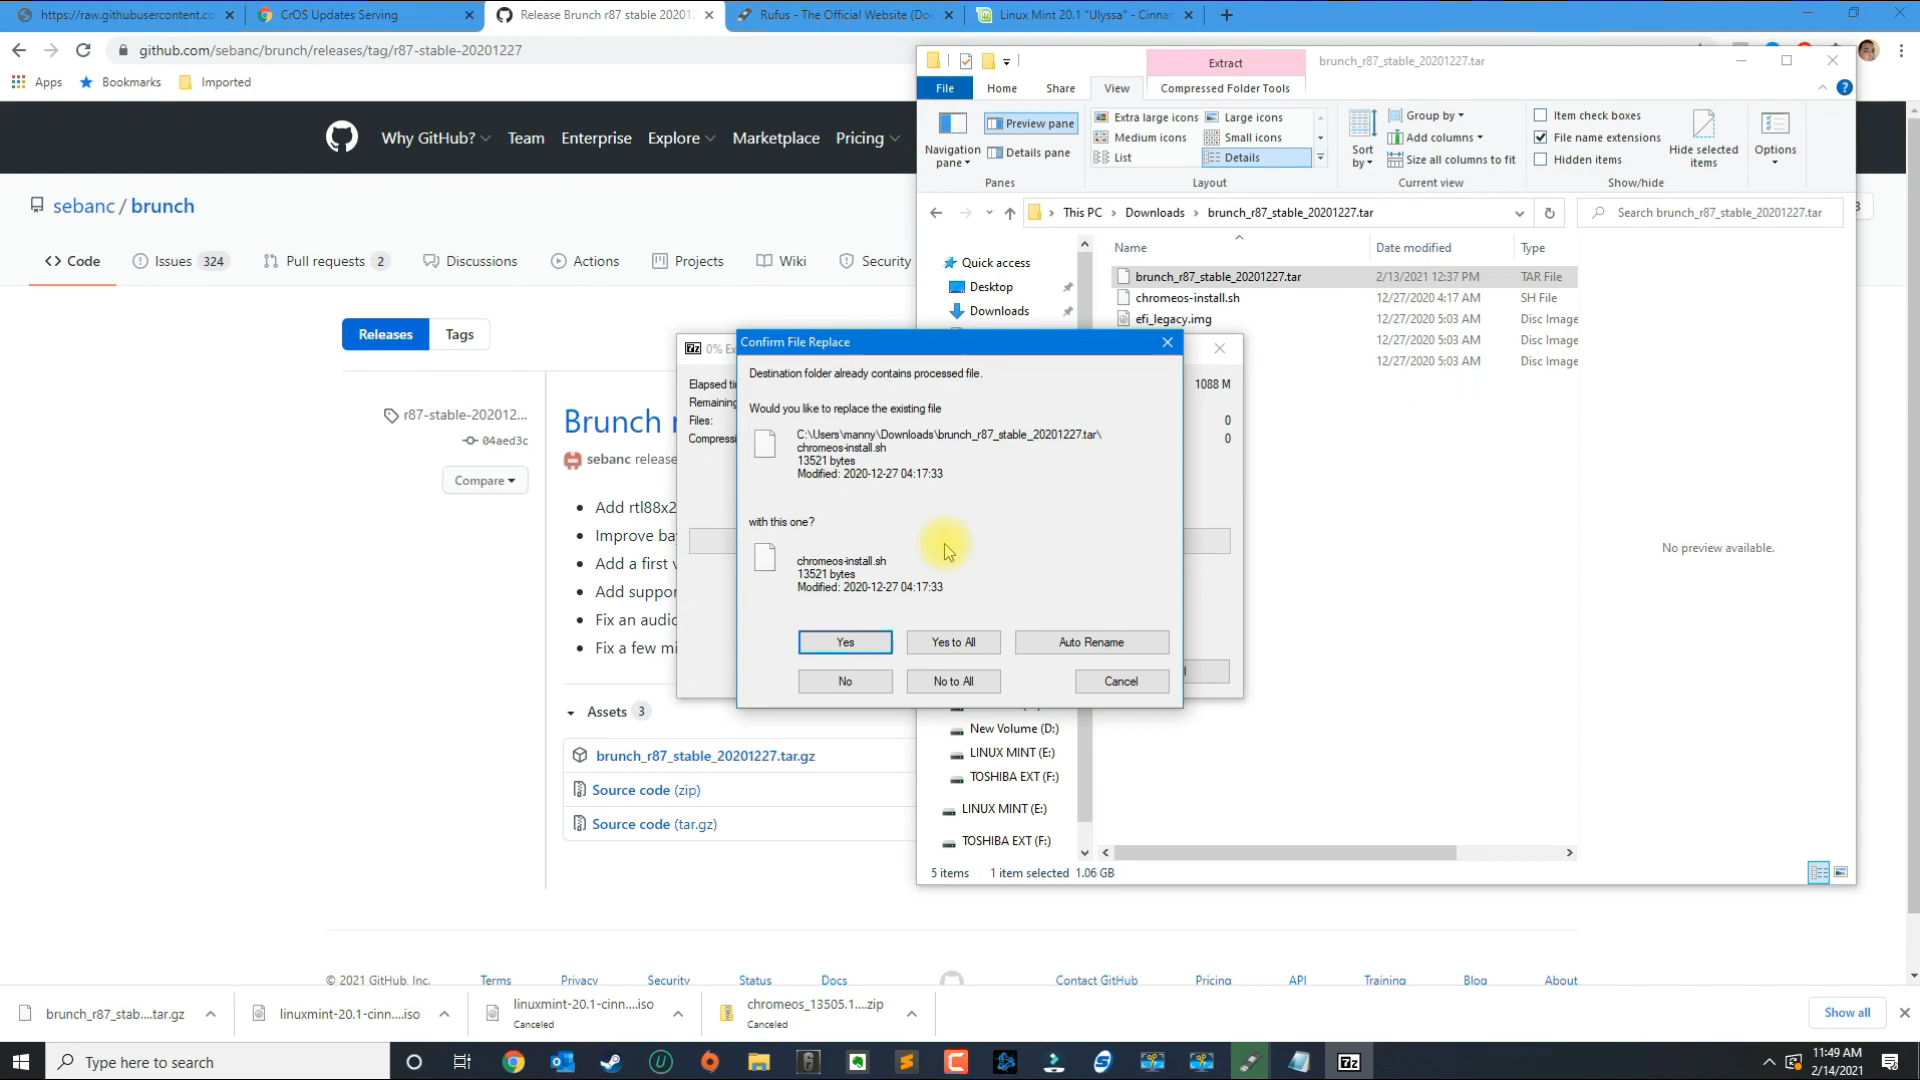 https://raw.githubusercontent.co
CrOS Updates Serving
Release Brunch r87 stable 20201
Rufus - The Official Website (Dow
Linux Mint 20.1 "Ulyssa" - Cinna
github.com/sebanc/brunch/releases/tag/r87-stable-20201227
Apps
Bookmarks
Imported
Why GitHub?
Team
Enterprise
Explore
Marketplace
Pricing
sebanc / brunch
3
Code
Issues 324
Pull requests 2
Discussions
Actions
Projects
Wiki
Security
Releases
Tags
r87-stable-202012...
04aed3c
Compare
Brunch r
sebanc release
Add rtl88x2
Improve ba
Add a first v
Add suppor
Fix an audio
Fix a few mi
Assets 3
brunch_r87_stable_20201227.tar.gz
Source code (zip)
Source code (tar.gz)
© 2021 GitHub, Inc.
Terms
Privacy
Security
Status
Docs
Contact GitHub
Pricing
API
Training
Blog
About
Extract
brunch_r87_stable_20201227.tar
File
Home
Share
View
Compressed Folder Tools
Navigation pane
Preview pane
Details pane
Panes
Extra large icons
Large icons
Medium icons
Small icons
List
Details
Layout
Sort by
Group by
Add columns
Size all columns to fit
Current view
Item check boxes
File name extensions
Hidden items
Hide selected items
Show/hide
Options
This PC
Downloads
brunch_r87_stable_20201227.tar
Search brunch_r87_stable_20201227.tar
Name
Date modified
Type
Quick access
Desktop
Downloads
brunch_r87_stable_20201227.tar 2/13/2021 12:37 PM TAR File
chromeos-install.sh 12/27/2020 4:17 AM SH File
efi_legacy.img 12/27/2020 5:03 AM Disc Image
12/27/2020 5:03 AM Disc Image
12/27/2020 5:03 AM Disc Image
No preview available.
New Volume (D:)
LINUX MINT (E:)
TOSHIBA EXT (F:)
LINUX MINT (E:)
TOSHIBA EXT (F:)
5 items
1 item selected 1.06 GB
7z
0% Ex
Elapsed ti
Remaining
Files:
Compress
1088 M
0
0
Confirm File Replace
Destination folder already contains processed file.
Would you like to replace the existing file
C:\Users\manny\Downloads\brunch_r87_stable_20201227.tar\
chromeos-install.sh
13521 bytes
Modified: 2020-12-27 04:17:33
with this one?
chromeos-install.sh
13521 bytes
Modified: 2020-12-27 04:17:33
Yes
Yes to All
Auto Rename
No
No to All
Cancel
brunch_r87_stab....tar.gz
linuxmint-20.1-cinn....iso
linuxmint-20.1-cinn....iso
Canceled
chromeos_13505.1....zip
Canceled
Show all
Type here to search
7z
11:49 AM
2/14/2021